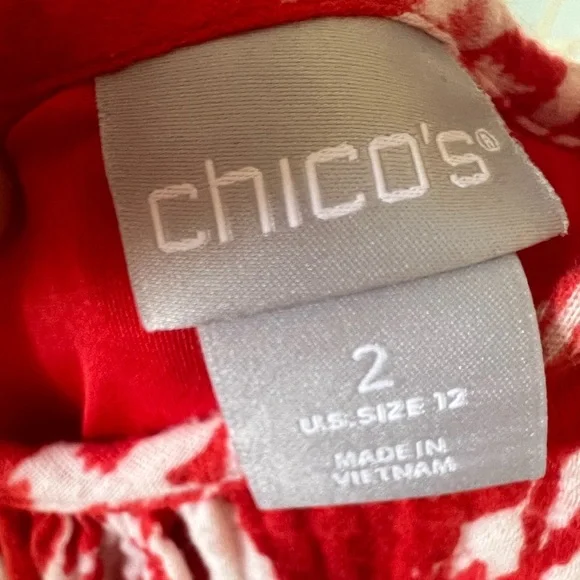 chico's®
2
U.S. SIZE 12
MADE IN
VIETNAM